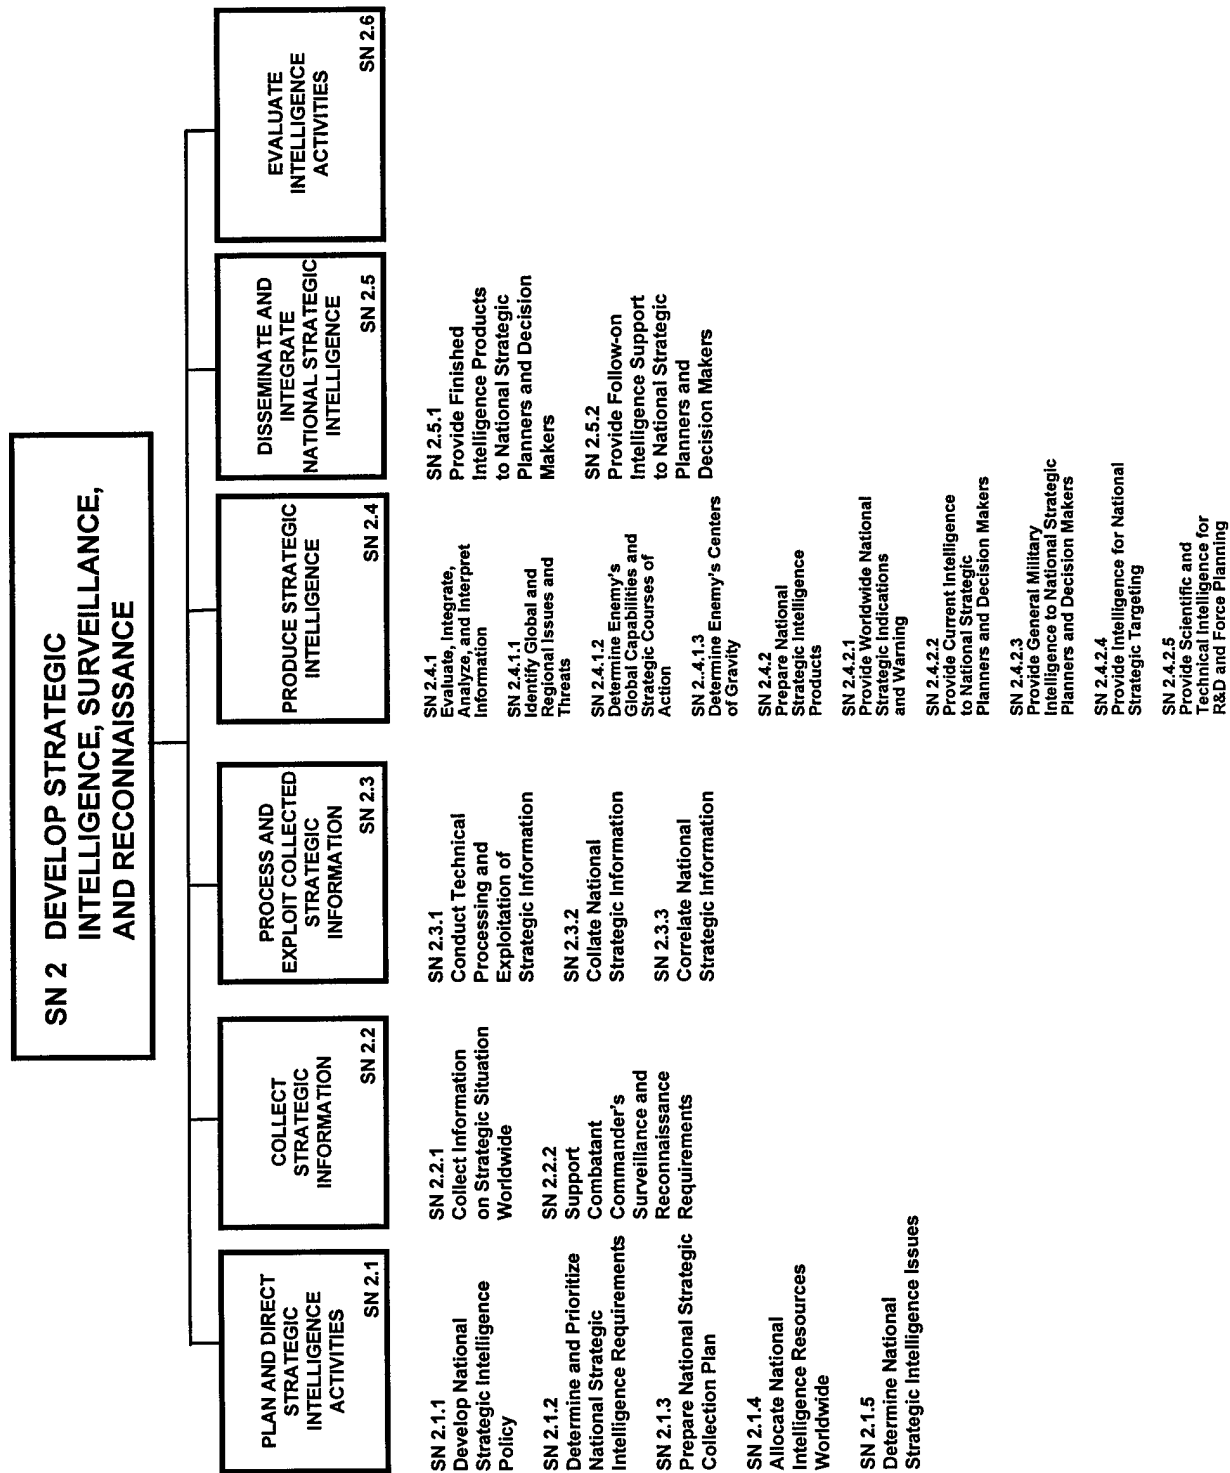 SN 2 DEVELOP STRATEGIC
INTELLIGENCE, SURVEILLANCE,
AND RECONNAISSANCE
PLAN AND DIRECT
STRATEGIC
INTELLIGENCE
ACTIVITIES
SN 2.1
COLLECT
STRATEGIC
INFORMATION
SN 2.2
PROCESS AND
EXPLOIT COLLECTED
STRATEGIC
INFORMATION
SN 2.3
PRODUCE STRATEGIC
INTELLIGENCE
SN 2.4
DISSEMINATE AND
INTEGRATE
NATIONAL STRATEGIC
INTELLIGENCE
SN 2.5
EVALUATE
INTELLIGENCE
ACTIVITIES
SN 2.6
SN 2.1.1
Develop National
Strategic Intelligence
Policy
SN 2.1.2
Determine and Prioritize
National Strategic
Intelligence Requirements
SN 2.1.3
Prepare National Strategic
Collection Plan
SN 2.1.4
Allocate National
Intelligence Resources
Worldwide
SN 2.1.5
Determine National
Strategic Intelligence Issues
SN 2.2.1
Collect Information
on Strategic Situation
Worldwide
SN 2.2.2
Support
Combatant
Commander's
Surveillance and
Reconnaissance
Requirements
SN 2.3.1
Conduct Technical
Processing and
Exploitation of
Strategic Information
SN 2.3.2
Collate National
Strategic Information
SN 2.3.3
Correlate National
Strategic Information
SN 2.4.1
Evaluate, Integrate,
Analyze, and Interpret
Information
SN 2.4.1.1
Identify Global and
Regional Issues and
Threats
SN 2.4.1.2
Determine Enemy's
Global Capabilities and
Strategic Courses of
Action
SN 2..4.1.3
Determine Enemy's Centers
of Gravity
SN 2.4.2
Prepare National
Strategic Intelligence
Products
SN 2.4.2.1
Provide Worldwide National
Strategic Indications
and Warning
SN 2.4.2.2
Provide Current Intelligence
to National Strategic
Planners and Decision Makers
SN 2.4.2.3
Provide General Military
Intelligence to National Strategic
Planners and Decision Makers
SN 2.4.2.4
Provide Intelligence for National
Strategic Targeting
SN 2.4.2.5
Provide Scientific and
Technical Intelligence for
R&D and Force Planning
SN 2.5.1
Provide Finished
Intelligence Products
to National Strategic
Planners and Decision
Makers
SN 2.5.2
Provide Follow-on
Intelligence Support
to National Strategic
Planners and
Decision Makers